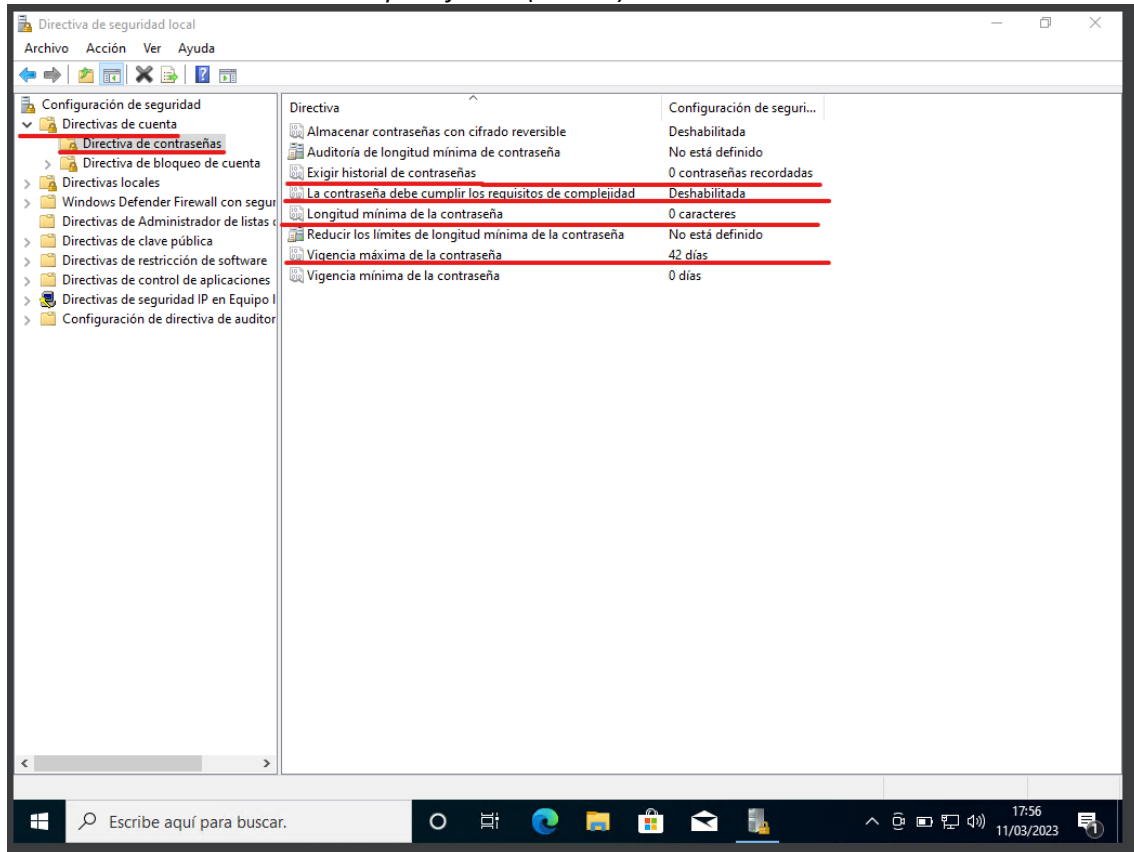 Directiva de seguridad local
Archivo Acción Ver Ayuda
Configuración de seguridad
Directivas de cuenta
Directiva de contraseñas
Directiva de bloqueo de cuenta
Directivas locales
Windows Defender Firewall con segur
Directivas de Administrador de listas
Directivas de clave pública
Directivas de restricción de software
Directivas de control de aplicaciones
Directivas de seguridad IP en Equipo l
Configuración de directiva de auditor
Directiva Configuración de seguri...
Almacenar contraseñas con cifrado reversible Deshabilitada
Auditoría de longitud mínima de contraseña No está definido
Exigir historial de contraseñas 0 contraseñas recordadas
La contraseña debe cumplir los requisitos de complejidad Deshabilitada
Longitud mínima de la contraseña 0 caracteres
Reducir los límites de longitud mínima de la contraseña No está definido
Vigencia máxima de la contraseña 42 días
Vigencia mínima de la contraseña 0 días
Escribe aquí para buscar.
17:56
11/03/2023
1